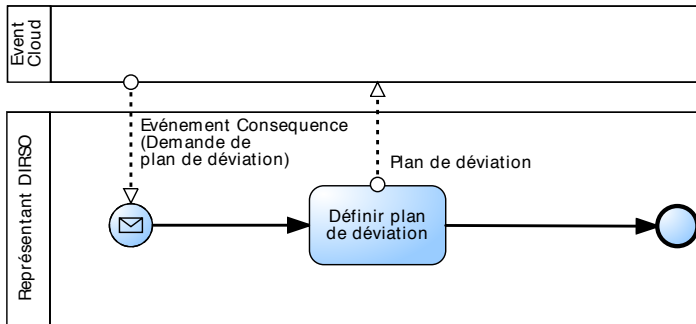 Event
Cloud
Représentant DIRSO
Evénement Consequence
(Demande de
plan de déviation)
Plan de déviation
Définir plan
de déviation